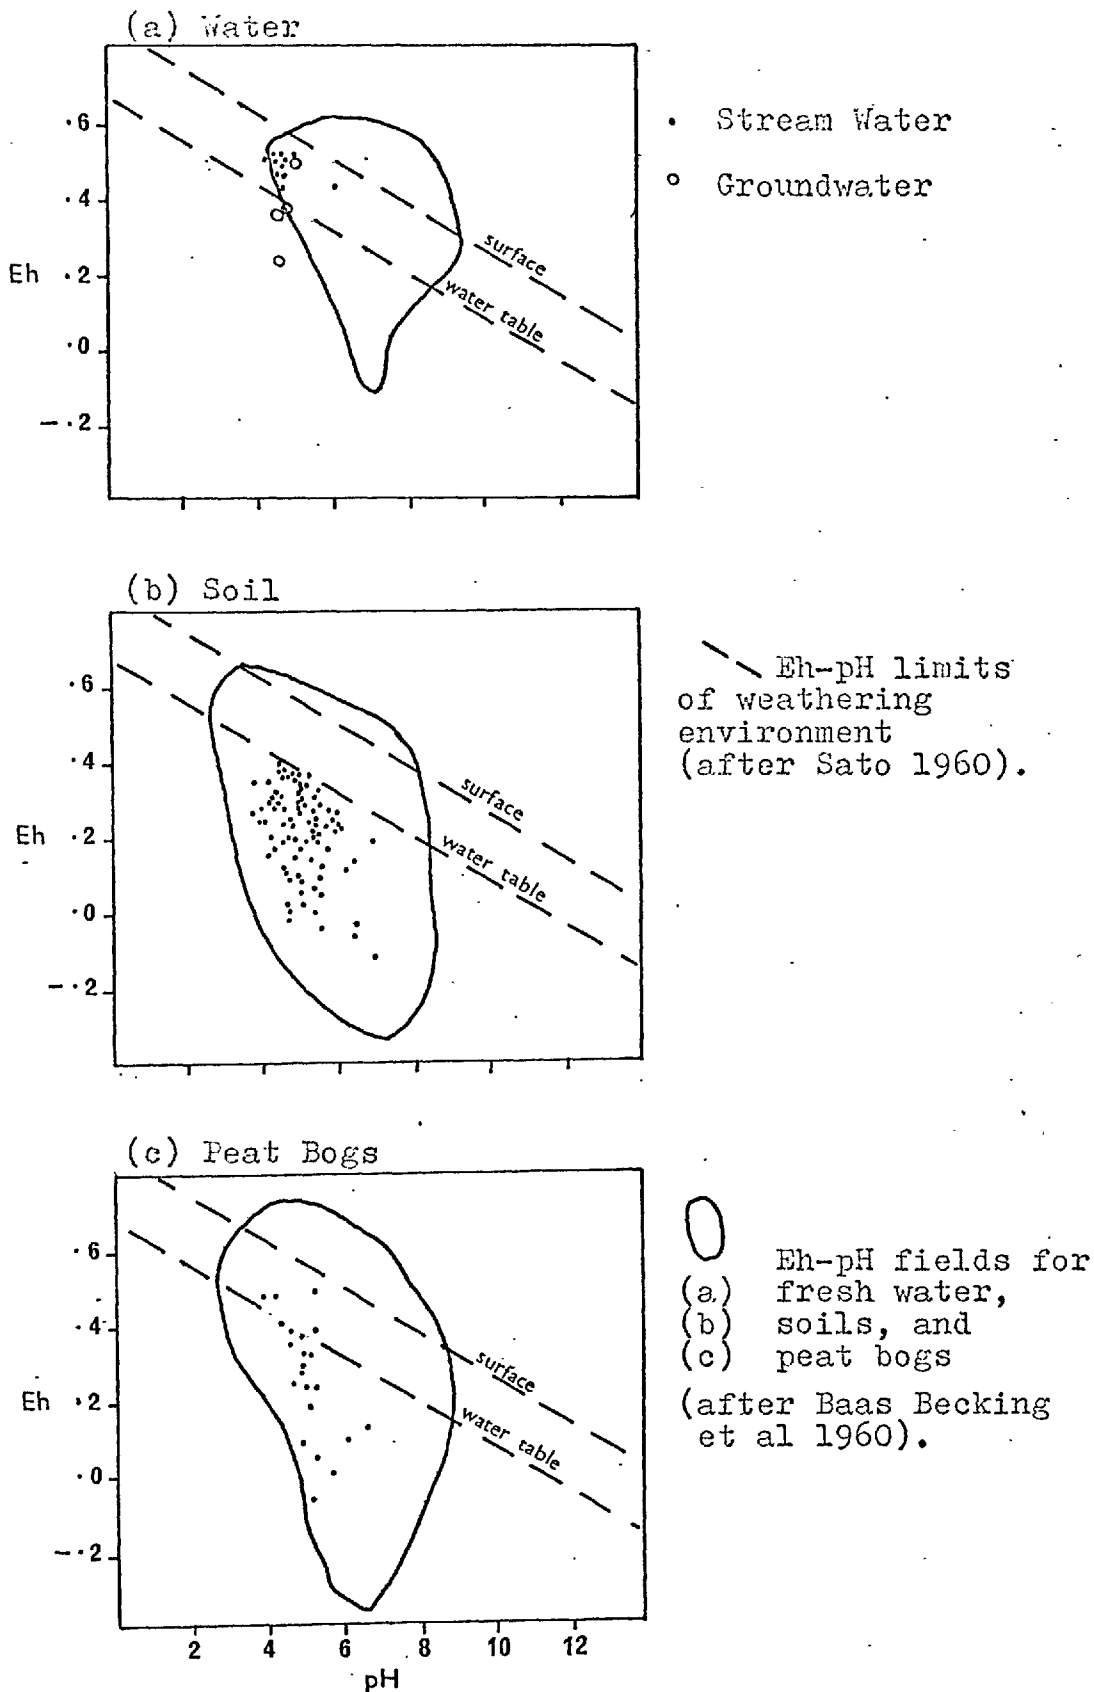 (a) Water
.6
.4
Eh .2
.0
-.2
surface
water table
. Stream Water
o Groundwater
(b) Soil
.6
.4
Eh .2
.0
-.2
surface
water table
Eh-pH limits
of weathering
environment
(after Sato 1960).
(c) Peat Bogs
.6
.4
Eh .2
.0
-.2
surface
water table
2 4 6 8 10 12
pH
Eh-pH fields for
(a) fresh water,
(b) soils, and
(c) peat bogs
(after Baas Becking
et al 1960).